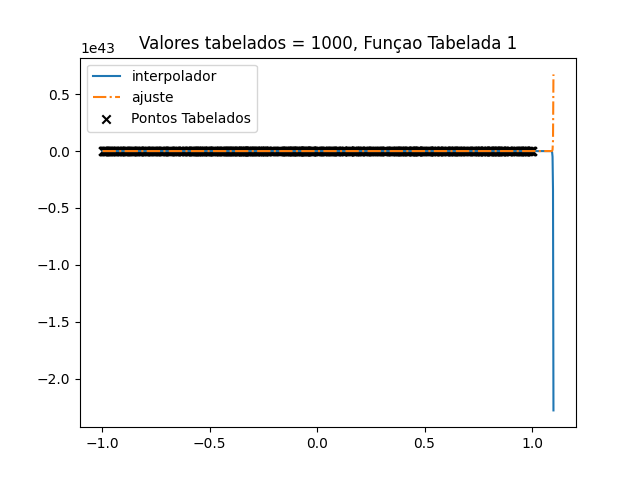 Valores tabelados = 1000, Funçao Tabelada 1
1e43
interpolador
ajuste
Pontos Tabelados
0.5
0.0
−0.5
−1.0
−1.5
−2.0
−1.0 −0.5 0.0 0.5 1.0